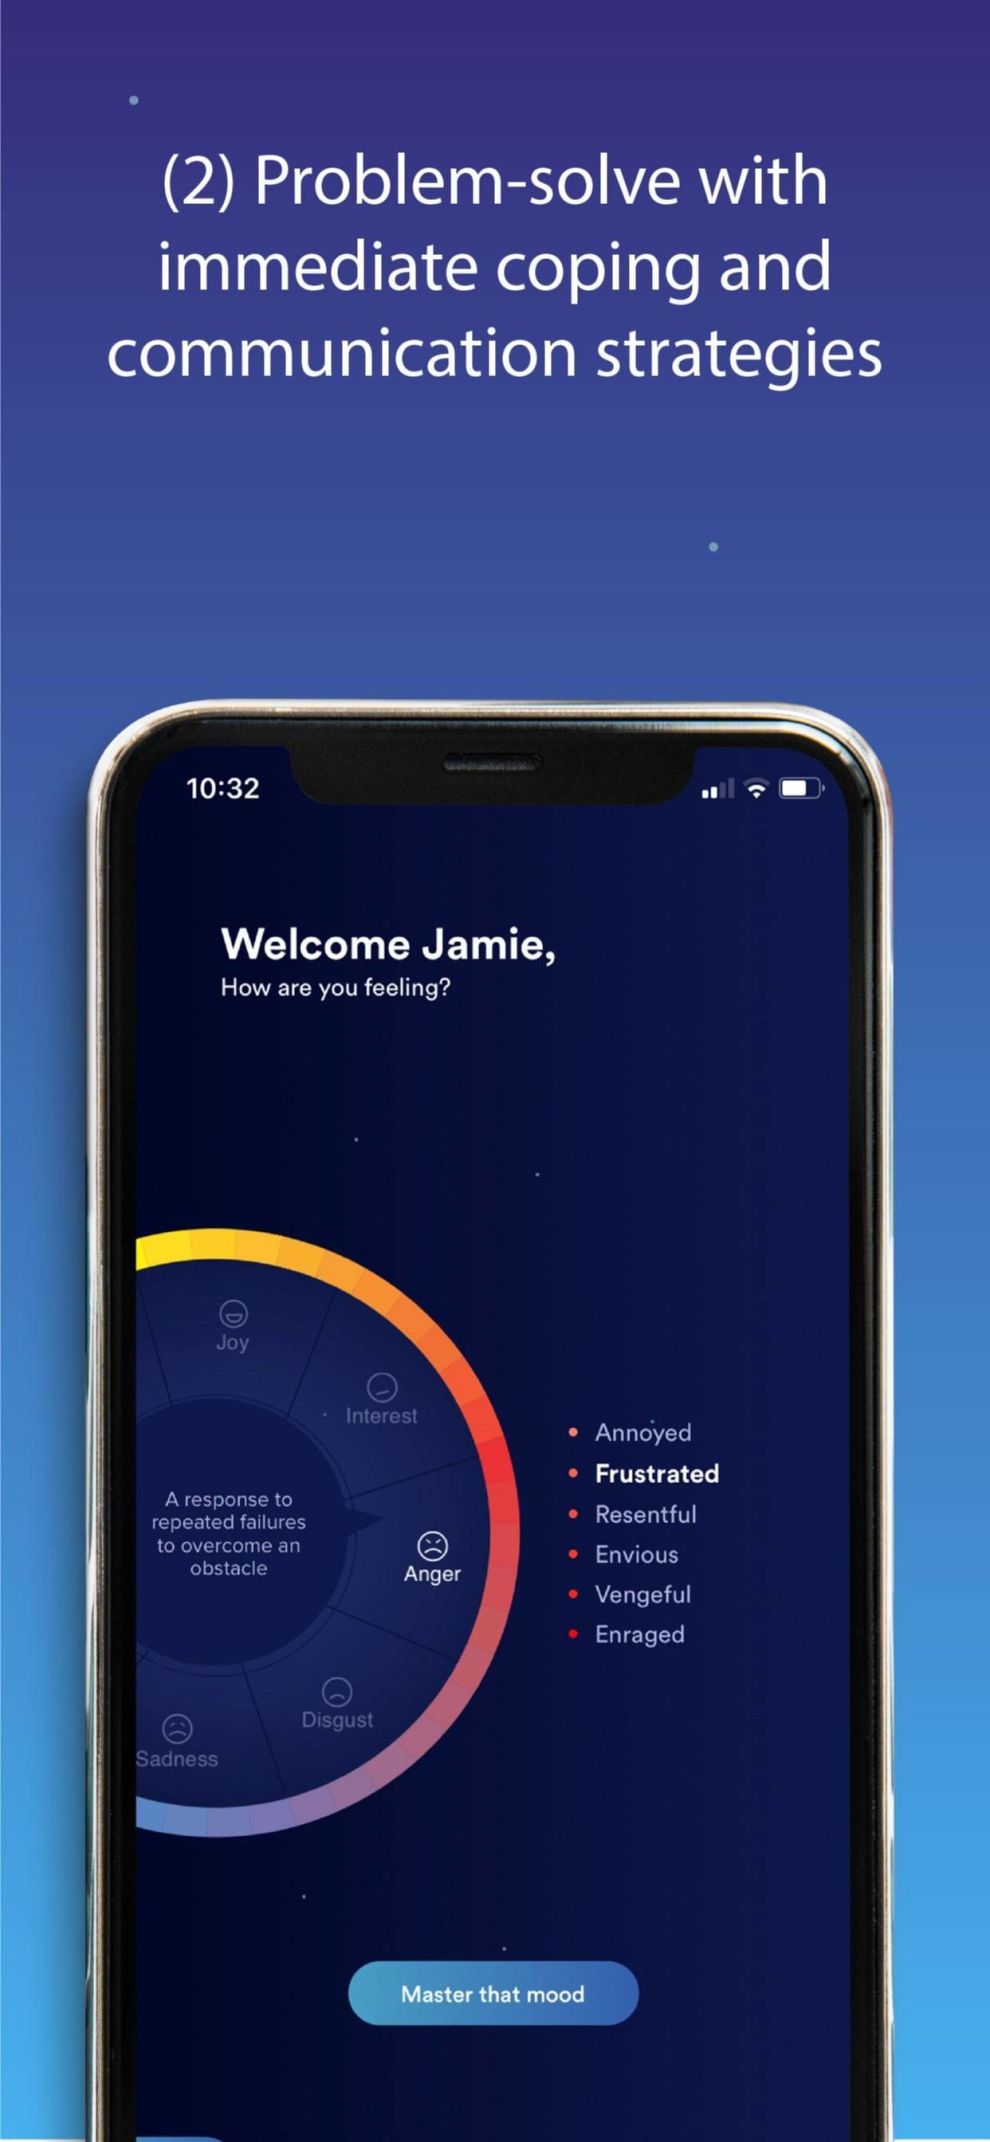 (2) Problem-solve with
immediate coping and
communication strategies
10:32
Welcome Jamie,
How are you feeling?
Joy
Interest
A response to
repeated failures
to overcome an
obstacle
Anger
Disgust
Sadness
Annoyed
Frustrated
Resentful
Envious
Vengeful
Enraged
Master that mood